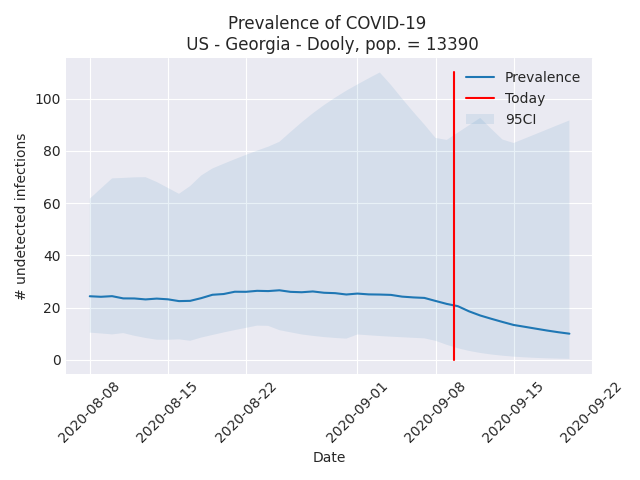 Prevalence of COVID-19
US - Georgia - Dooly, pop. = 13390
Prevalence
Today
95CI
100
80
60
40
20
0
# undetected infections
2020-08-08
2020-08-15
2020-08-22
2020-09-01
2020-09-08
2020-09-15
2020-09-22
Date